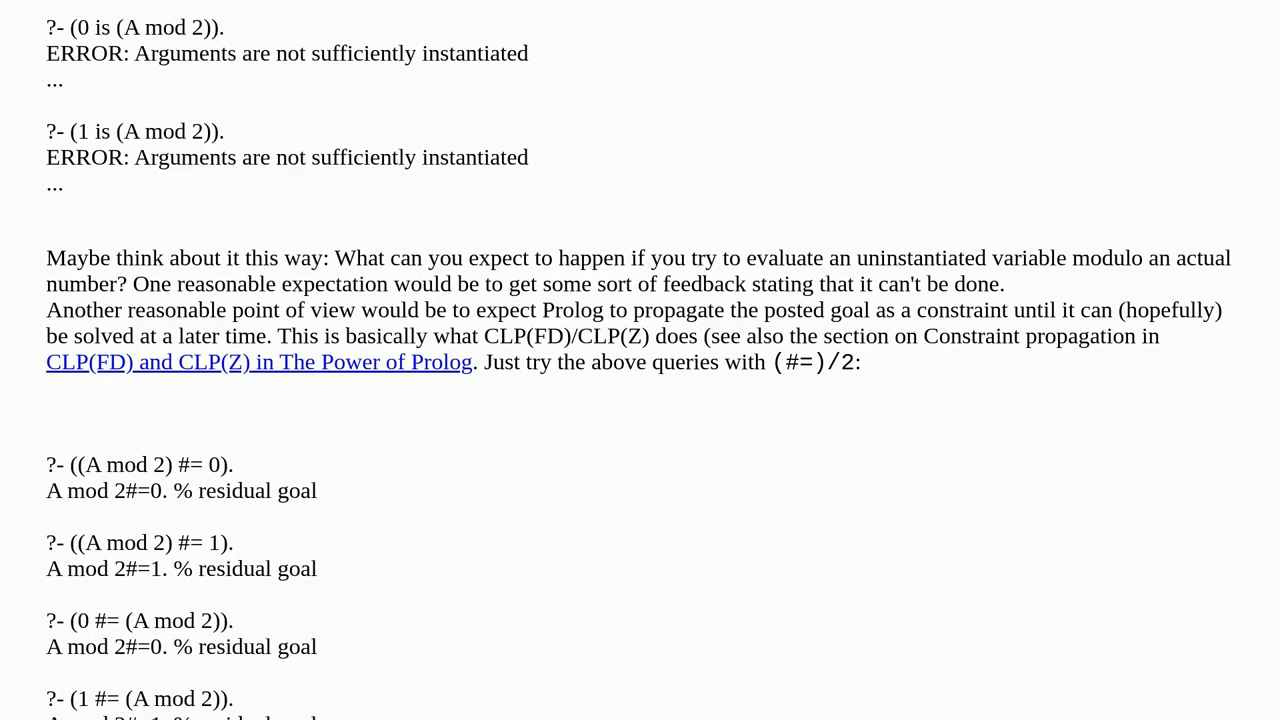 ?- (0 is (A mod 2)).
ERROR: Arguments are not sufficiently instantiated
...
?- (1 is (A mod 2)).
ERROR: Arguments are not sufficiently instantiated
...
Maybe think about it this way: What can you expect to happen if you try to evaluate an uninstantiated variable modulo an actual
number? One reasonable expectation would be to get some sort of feedback stating that it can't be done.
Another reasonable point of view would be to expect Prolog to propagate the posted goal as a constraint until it can (hopefully)
be solved at a later time. This is basically what CLP(FD)/CLP(Z) does (see also the section on Constraint propagation in
CLP(FD) and CLP(Z) in The Power of Prolog. Just try the above queries with (#=)/2:
?- ((A mod 2) #= 0).
A mod 2#=0. % residual goal
?- ((A mod 2) #= 1).
A mod 2#=1. % residual goal
?- (0 #= (A mod 2)).
A mod 2#=0. % residual goal
?- (1 #= (A mod 2)).